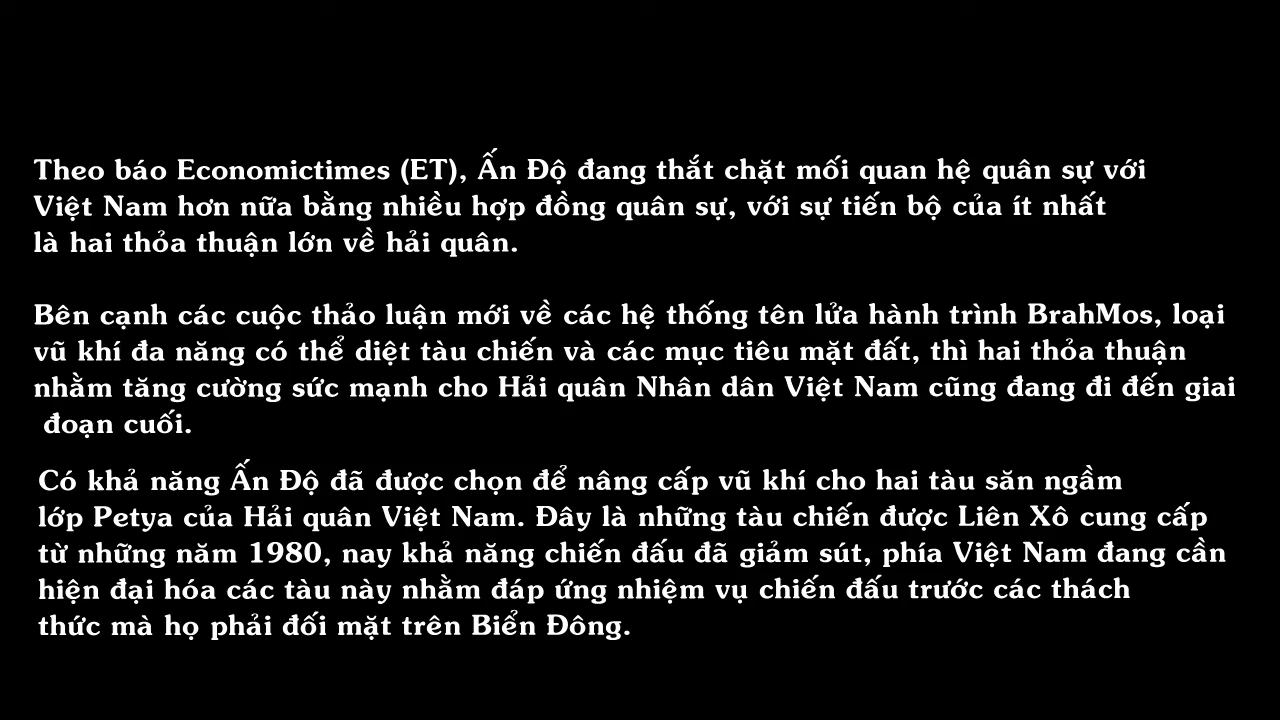 Theo báo Economictimes (ET), Ấn Độ đang thắt chặt mối quan hệ quân sự với
Việt Nam hơn nữa bằng nhiều hợp đồng quân sự, với sự tiến bộ của ít nhất
là hai thỏa thuận lớn về hải quân.
Bên cạnh các cuộc thảo luận mới về các hệ thống tên lửa hành trình BrahMos, loại
vũ khí đa năng có thể diệt tàu chiến và các mục tiêu mặt đất, thì hai thỏa thuận
nhằm tăng cường sức mạnh cho Hải quân Nhân dân Việt Nam cũng đang đi đến giai
đoạn cuối.
Có khả năng Ấn Độ đã được chọn để nâng cấp vũ khí cho hai tàu săn ngầm
lớp Petya của Hải quân Việt Nam. Đây là những tàu chiến được Liên Xô cung cấp
từ những năm 1980, nay khả năng chiến đấu đã giảm sút, phía Việt Nam đang cần
hiện đại hóa các tàu này nhằm đáp ứng nhiệm vụ chiến đấu trước các thách
thức mà họ phải đối mặt trên Biển Đông.